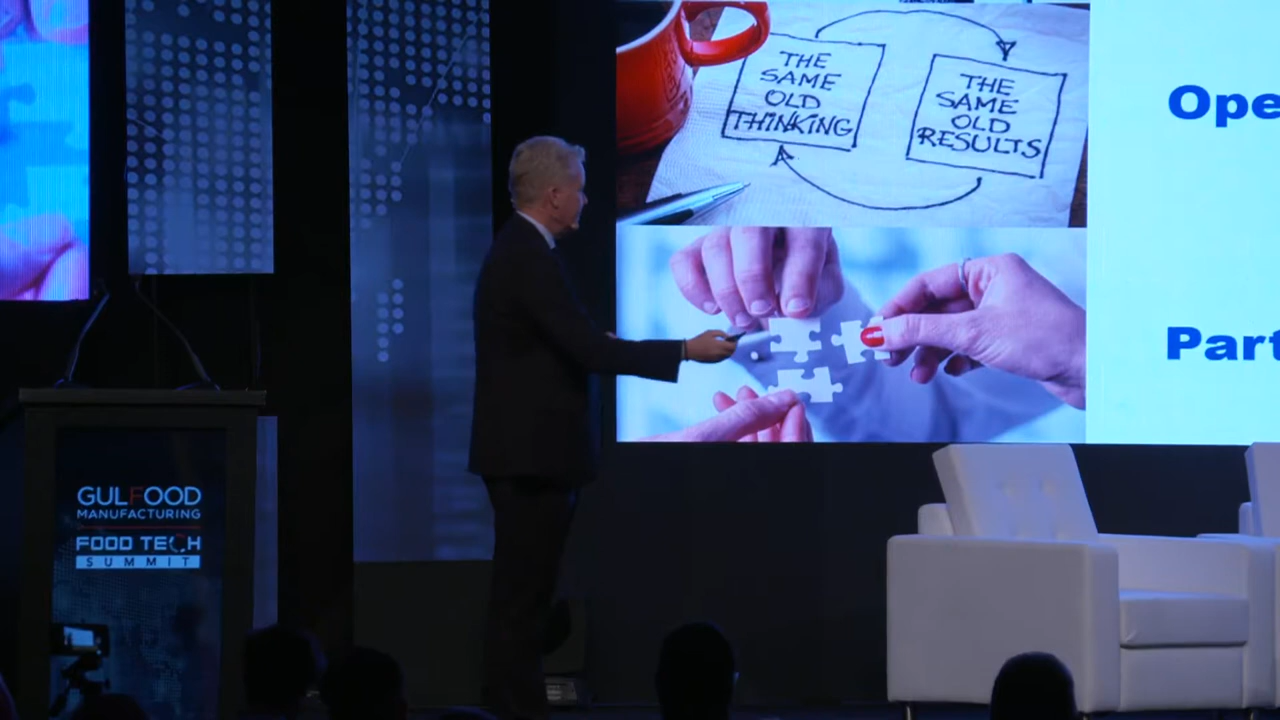 THE
SAME
OLD
THINKING
THE
SAME
OLD
RESULTS
Ope
Part
GULFOOD
MANUFACTURING
FOOD TECH
SUMMIT